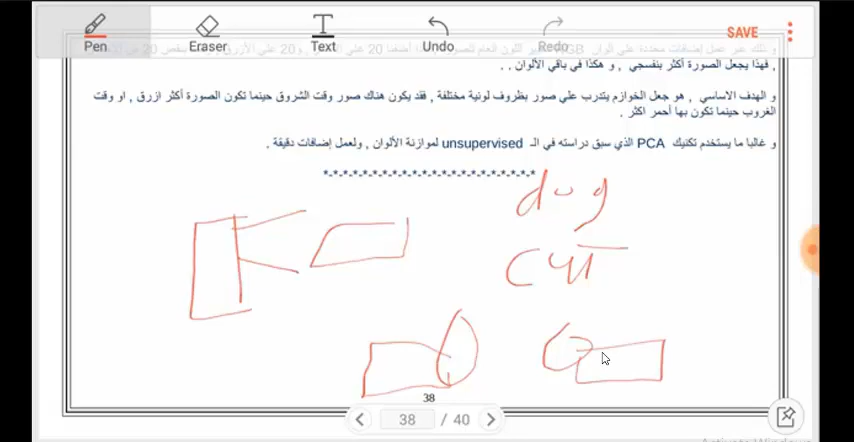 Pen
Eraser
Text
Undo
Redo
SAVE
, فهذا يجعل الصورة أكثر بنفسجي , و هكذا في باقي الألوان . .
و الهدف الاساسي , هو جعل الخوازم يتدرب علي صور بظروف لونية مختلفة , فقد يكون هناك صور وقت الشروق حينما تكون الصورة أكثر ازرق , او وقت
الغروب حينما تكون بها أحمر اكثر .
و غالبا ما يستخدم تكنيك PCA الذي سبق دراسته في الـ unsupervised لموازنة الألوان , ولعمل إضافات دقيقة .
*-*-*-*-*-*-*-*-*-*-*-*-*-*-*-*-*-*-*-*-*-*-*
dog
cat
38
38 / 40